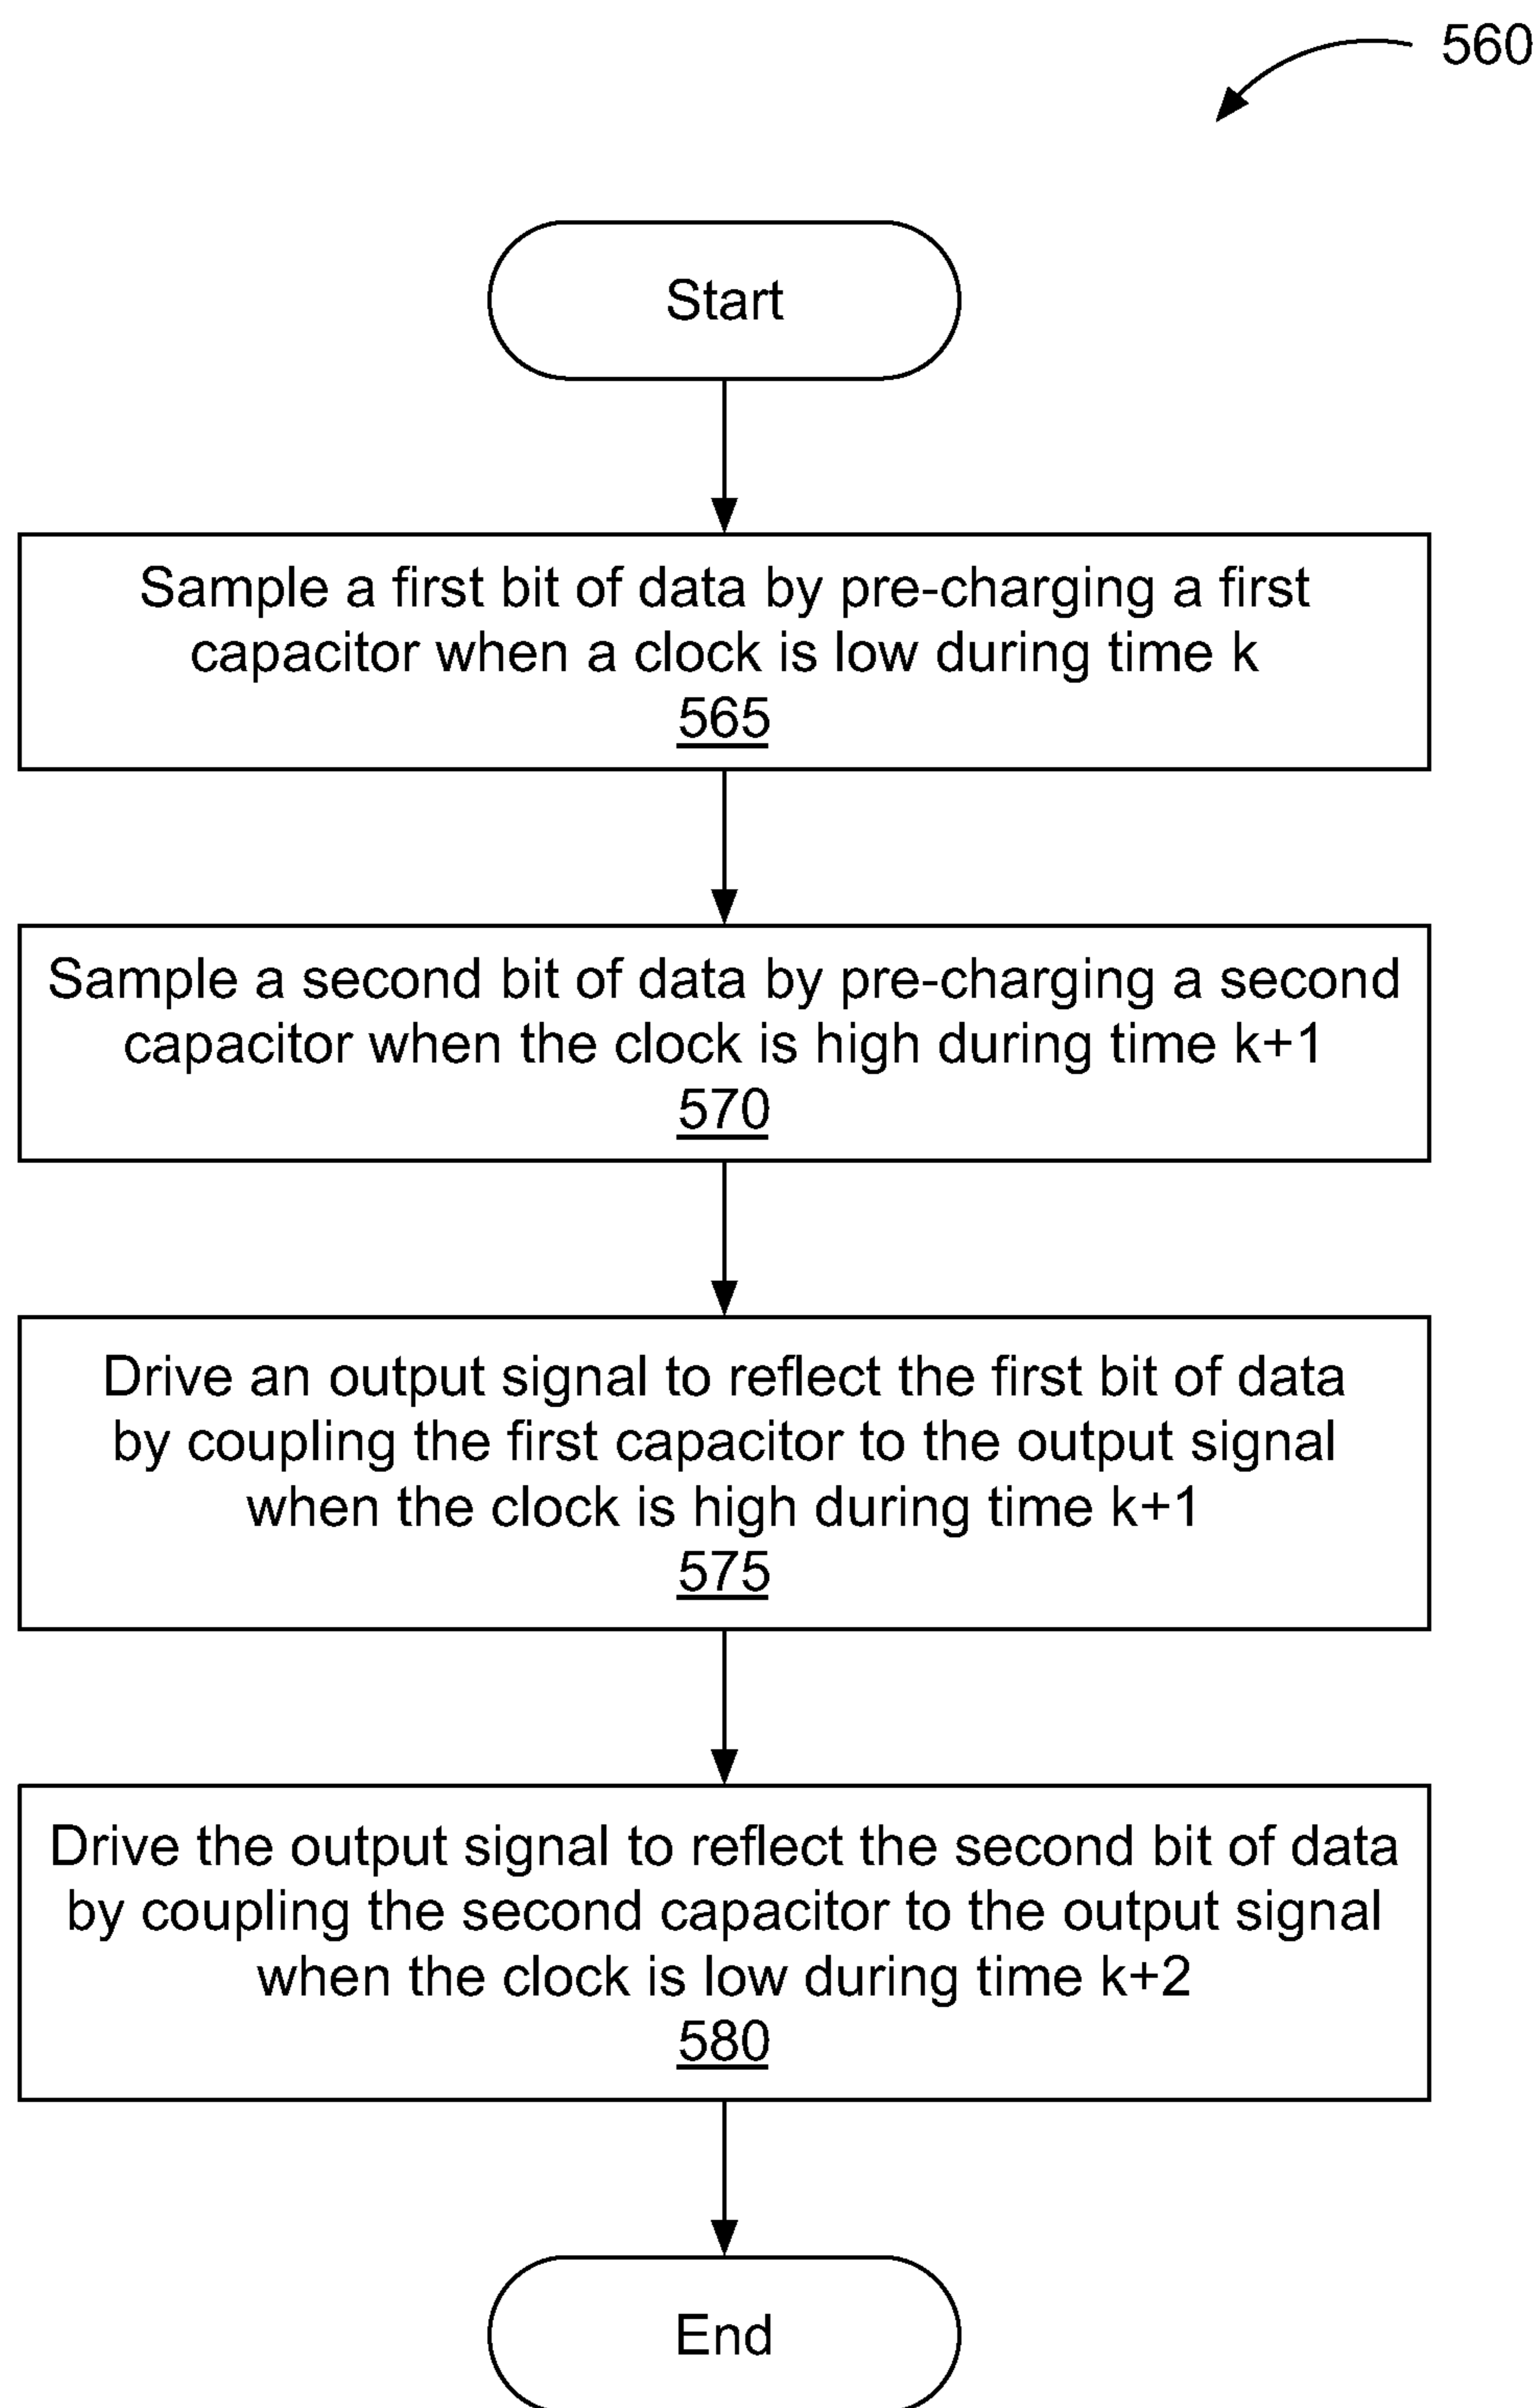 560
Start
Sample a first bit of data by pre-charging a first
capacitor when a clock is low during time k
565
Sample a second bit of data by pre-charging a second
capacitor when the clock is high during time k+1
570
Drive an output signal to reflect the first bit of data
by coupling the first capacitor to the output signal
when the clock is high during time k+1
575
Drive the output signal to reflect the second bit of data
by coupling the second capacitor to the output signal
when the clock is low during time k+2
580
End